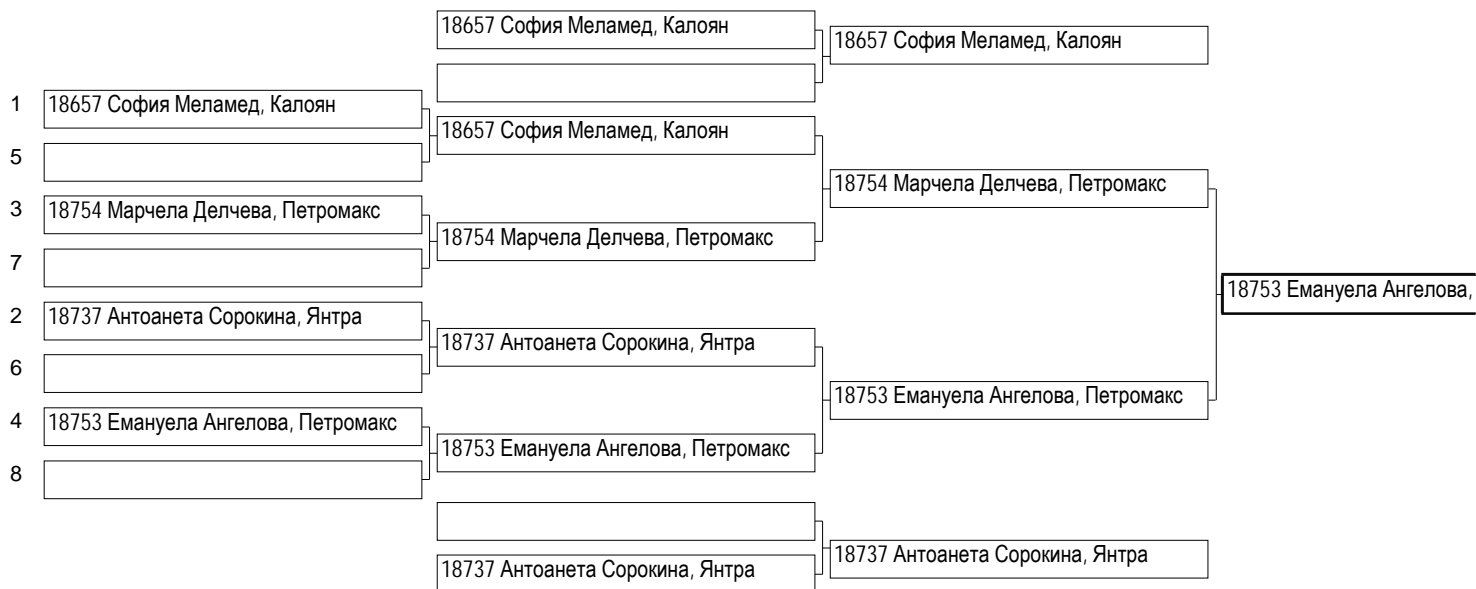 18657 София Меламед, Калоян
18657 София Меламед, Калоян
1 18657 София Меламед, Калоян
18657 София Меламед, Калоян
5
18754 Марчела Делчева, Петромакс
3 18754 Марчела Делчева, Петромакс
18754 Марчела Делчева, Петромакс
7
18753 Емануела Ангелова,
2 18737 Антоанета Сорокина, Янтра
18737 Антоанета Сорокина, Янтра
6
18753 Емануела Ангелова, Петромакс
4 18753 Емануела Ангелова, Петромакс
18753 Емануела Ангелова, Петромакс
8
18737 Антоанета Сорокина, Янтра
18737 Антоанета Сорокина, Янтра